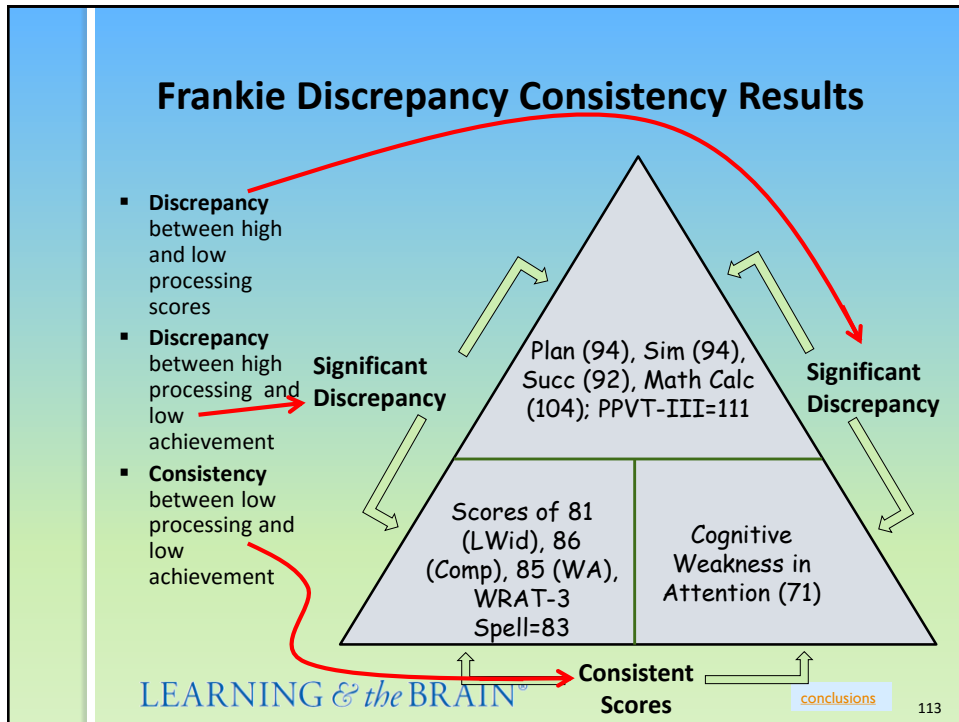 Frankie Discrepancy Consistency Results
▪ Discrepancy
between high
and low
processing
scores
▪ Discrepancy
between high
processing and
low
achievement
▪ Consistency
between low
processing and
low
achievement
Significant
Discrepancy
Plan (94), Sim (94),
Succ (92), Math Calc
(104); PPVT-III=111
Significant
Discrepancy
Scores of 81
(LWid), 86
(Comp), 85 (WA),
WRAT-3
Spell=83
Cognitive
Weakness in
Attention (71)
Consistent
Scores
LEARNING & the BRAIN®
conclusions
113